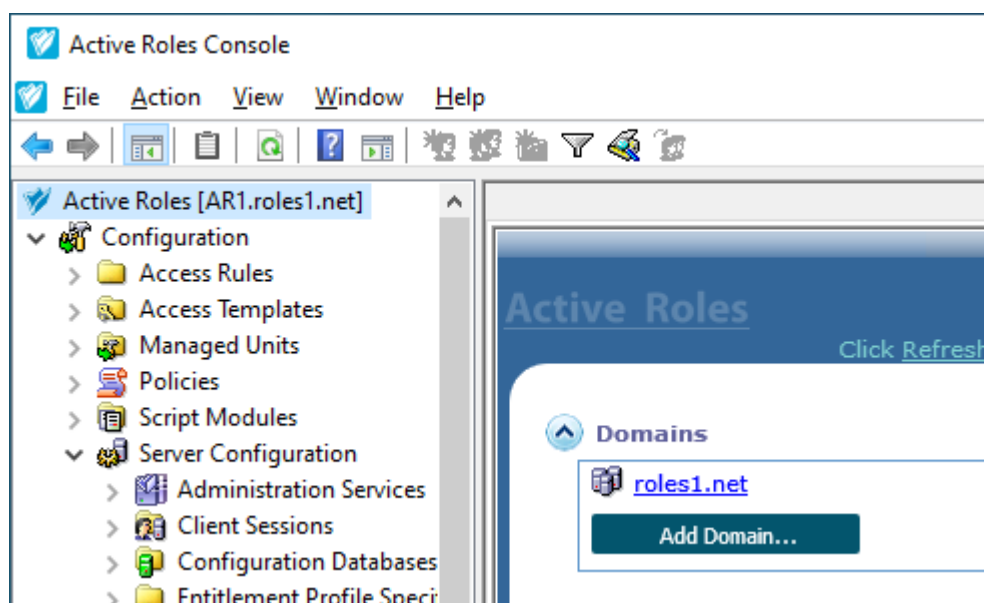 Active Roles Console
File Action View Window Help
Active Roles [AR1.roles1.net]
Configuration
Access Rules
Access Templates
Managed Units
Policies
Script Modules
Server Configuration
Administration Services
Client Sessions
Configuration Databases
Entitlement Profile
Active Roles
Click Refresh
Domains
roles1.net
Add Domain...